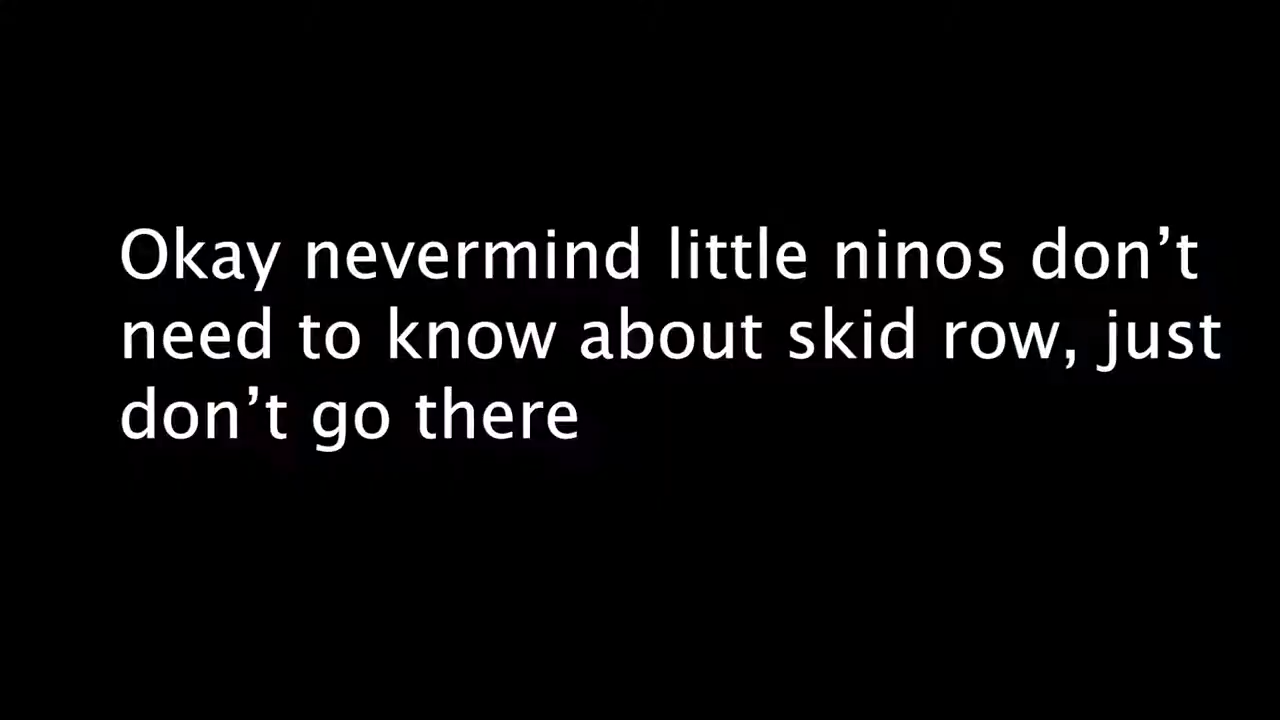 Okay nevermind little ninos don’t
need to know about skid row, just
don’t go there